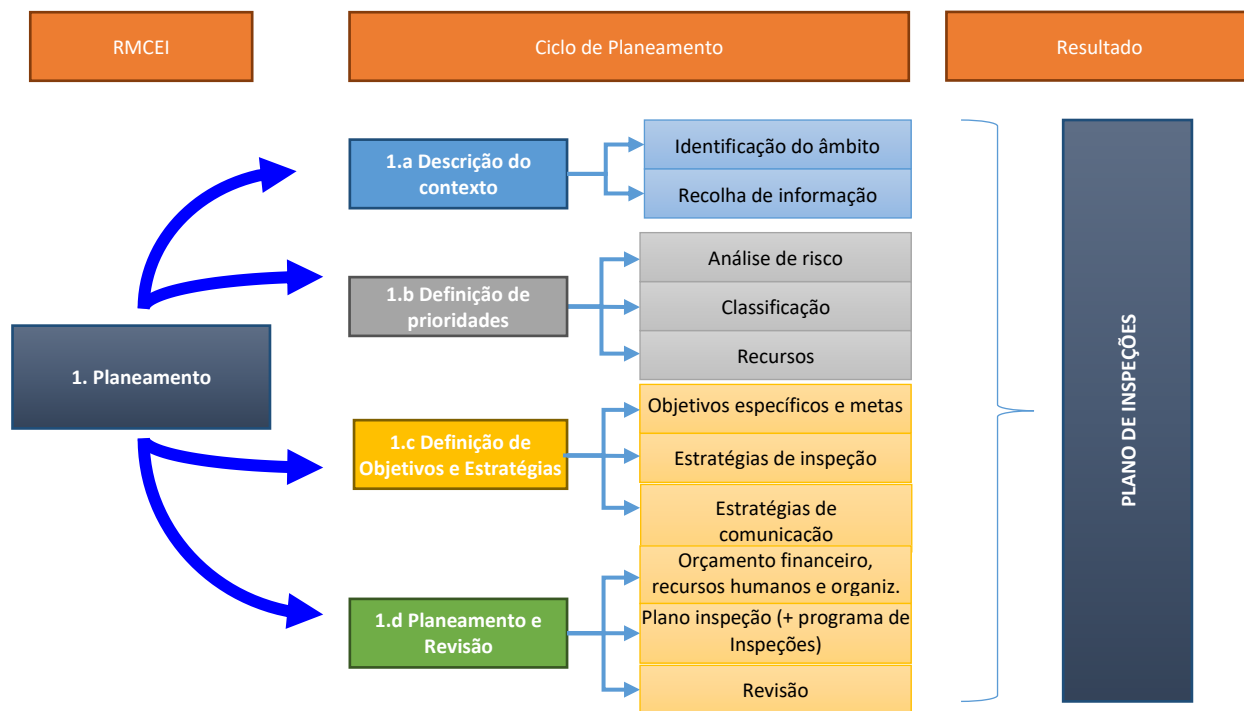 RMCEI
Ciclo de Planeamento
Resultado
1. Planeamento
1.a Descrição do
contexto
Identificação do âmbito
Recolha de informação
1.b Definição de
prioridades
Análise de risco
Classificação
Recursos
1.c Definição de
Objetivos e Estratégias
Objetivos específicos e metas
Estratégias de inspeção
Estratégias de
comunicação
1.d Planeamento e
Revisão
Orçamento financeiro,
recursos humanos e organiz.
Plano inspeção (+ programa de
Inspeções)
Revisão
PLANO DE INSPEÇÕES